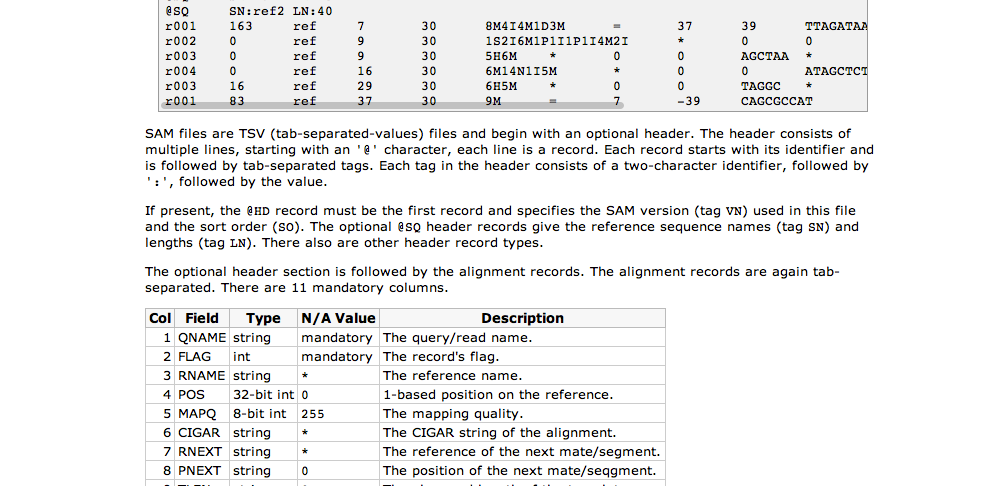 @SQ SN:ref2 LN:40
r001 163 ref 7 30 8M4I4M1D3M = 37 39 TTAGATAA
r002 0 ref 9 30 1S2I6M1P1I1P1I4M2I * 0 0
r003 0 ref 9 30 5H6M * 0 0 AGCTAA *
r004 0 ref 16 30 6M14N1I5M * 0 0 ATAGCTCT
r003 16 ref 29 30 6H5M * 0 0 TAGGC *
r001 83 ref 37 30 9M = 7 -39 CAGCGCCAT
SAM files are TSV (tab-separated-values) files and begin with an optional header. The header consists of
multiple lines, starting with an '@' character, each line is a record. Each record starts with its identifier and
is followed by tab-separated tags. Each tag in the header consists of a two-character identifier, followed by
':', followed by the value.
If present, the @HD record must be the first record and specifies the SAM version (tag VN) used in this file
and the sort order (SO). The optional @SQ header records give the reference sequence names (tag SN) and
lengths (tag LN). There also are other header record types.
The optional header section is followed by the alignment records. The alignment records are again tab-
separated. There are 11 mandatory columns.
Col Field Type N/A Value Description
1 QNAME string mandatory The query/read name.
2 FLAG int mandatory The record's flag.
3 RNAME string * The reference name.
4 POS 32-bit int 0 1-based position on the reference.
5 MAPQ 8-bit int 255 The mapping quality.
6 CIGAR string * The CIGAR string of the alignment.
7 RNEXT string * The reference of the next mate/segment.
8 PNEXT string 0 The position of the next mate/seqgment.